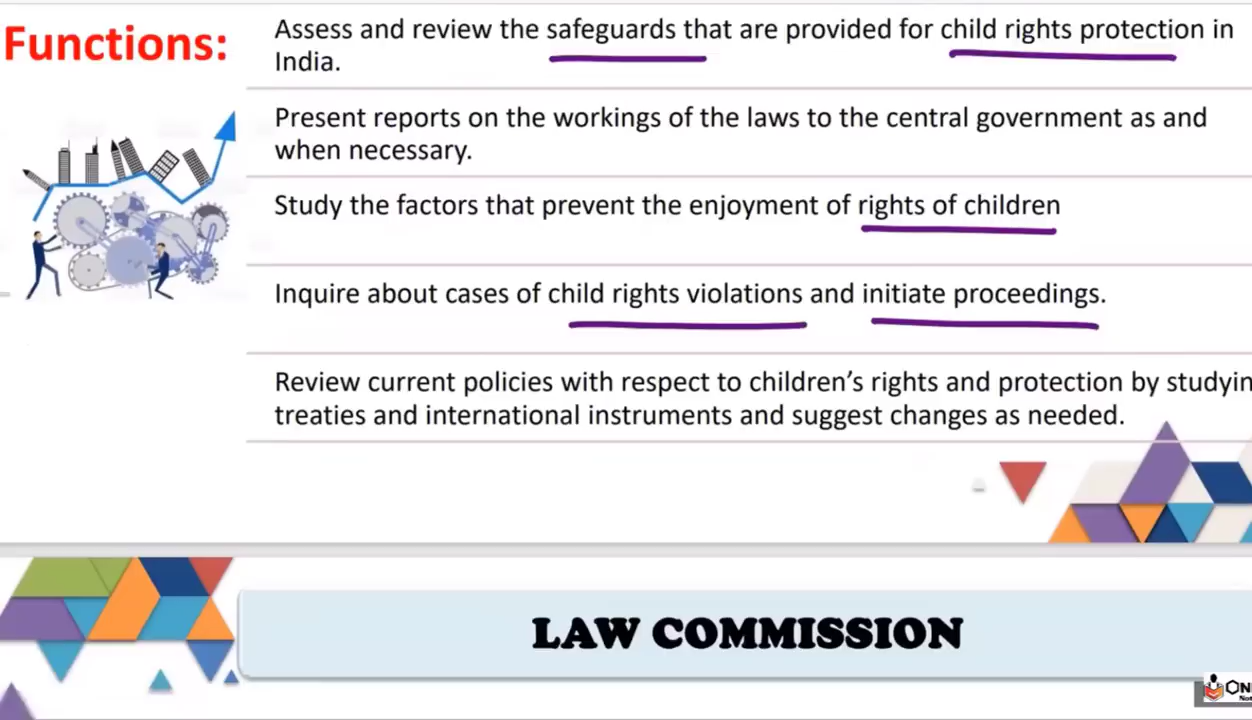 Functions:
Assess and review the safeguards that are provided for child rights protection in
India.
Present reports on the workings of the laws to the central government as and
when necessary.
Study the factors that prevent the enjoyment of rights of children
Inquire about cases of child rights violations and initiate proceedings.
Review current policies with respect to children's rights and protection by
treaties and international instruments and suggest changes as needed.
LAW COMMISSION